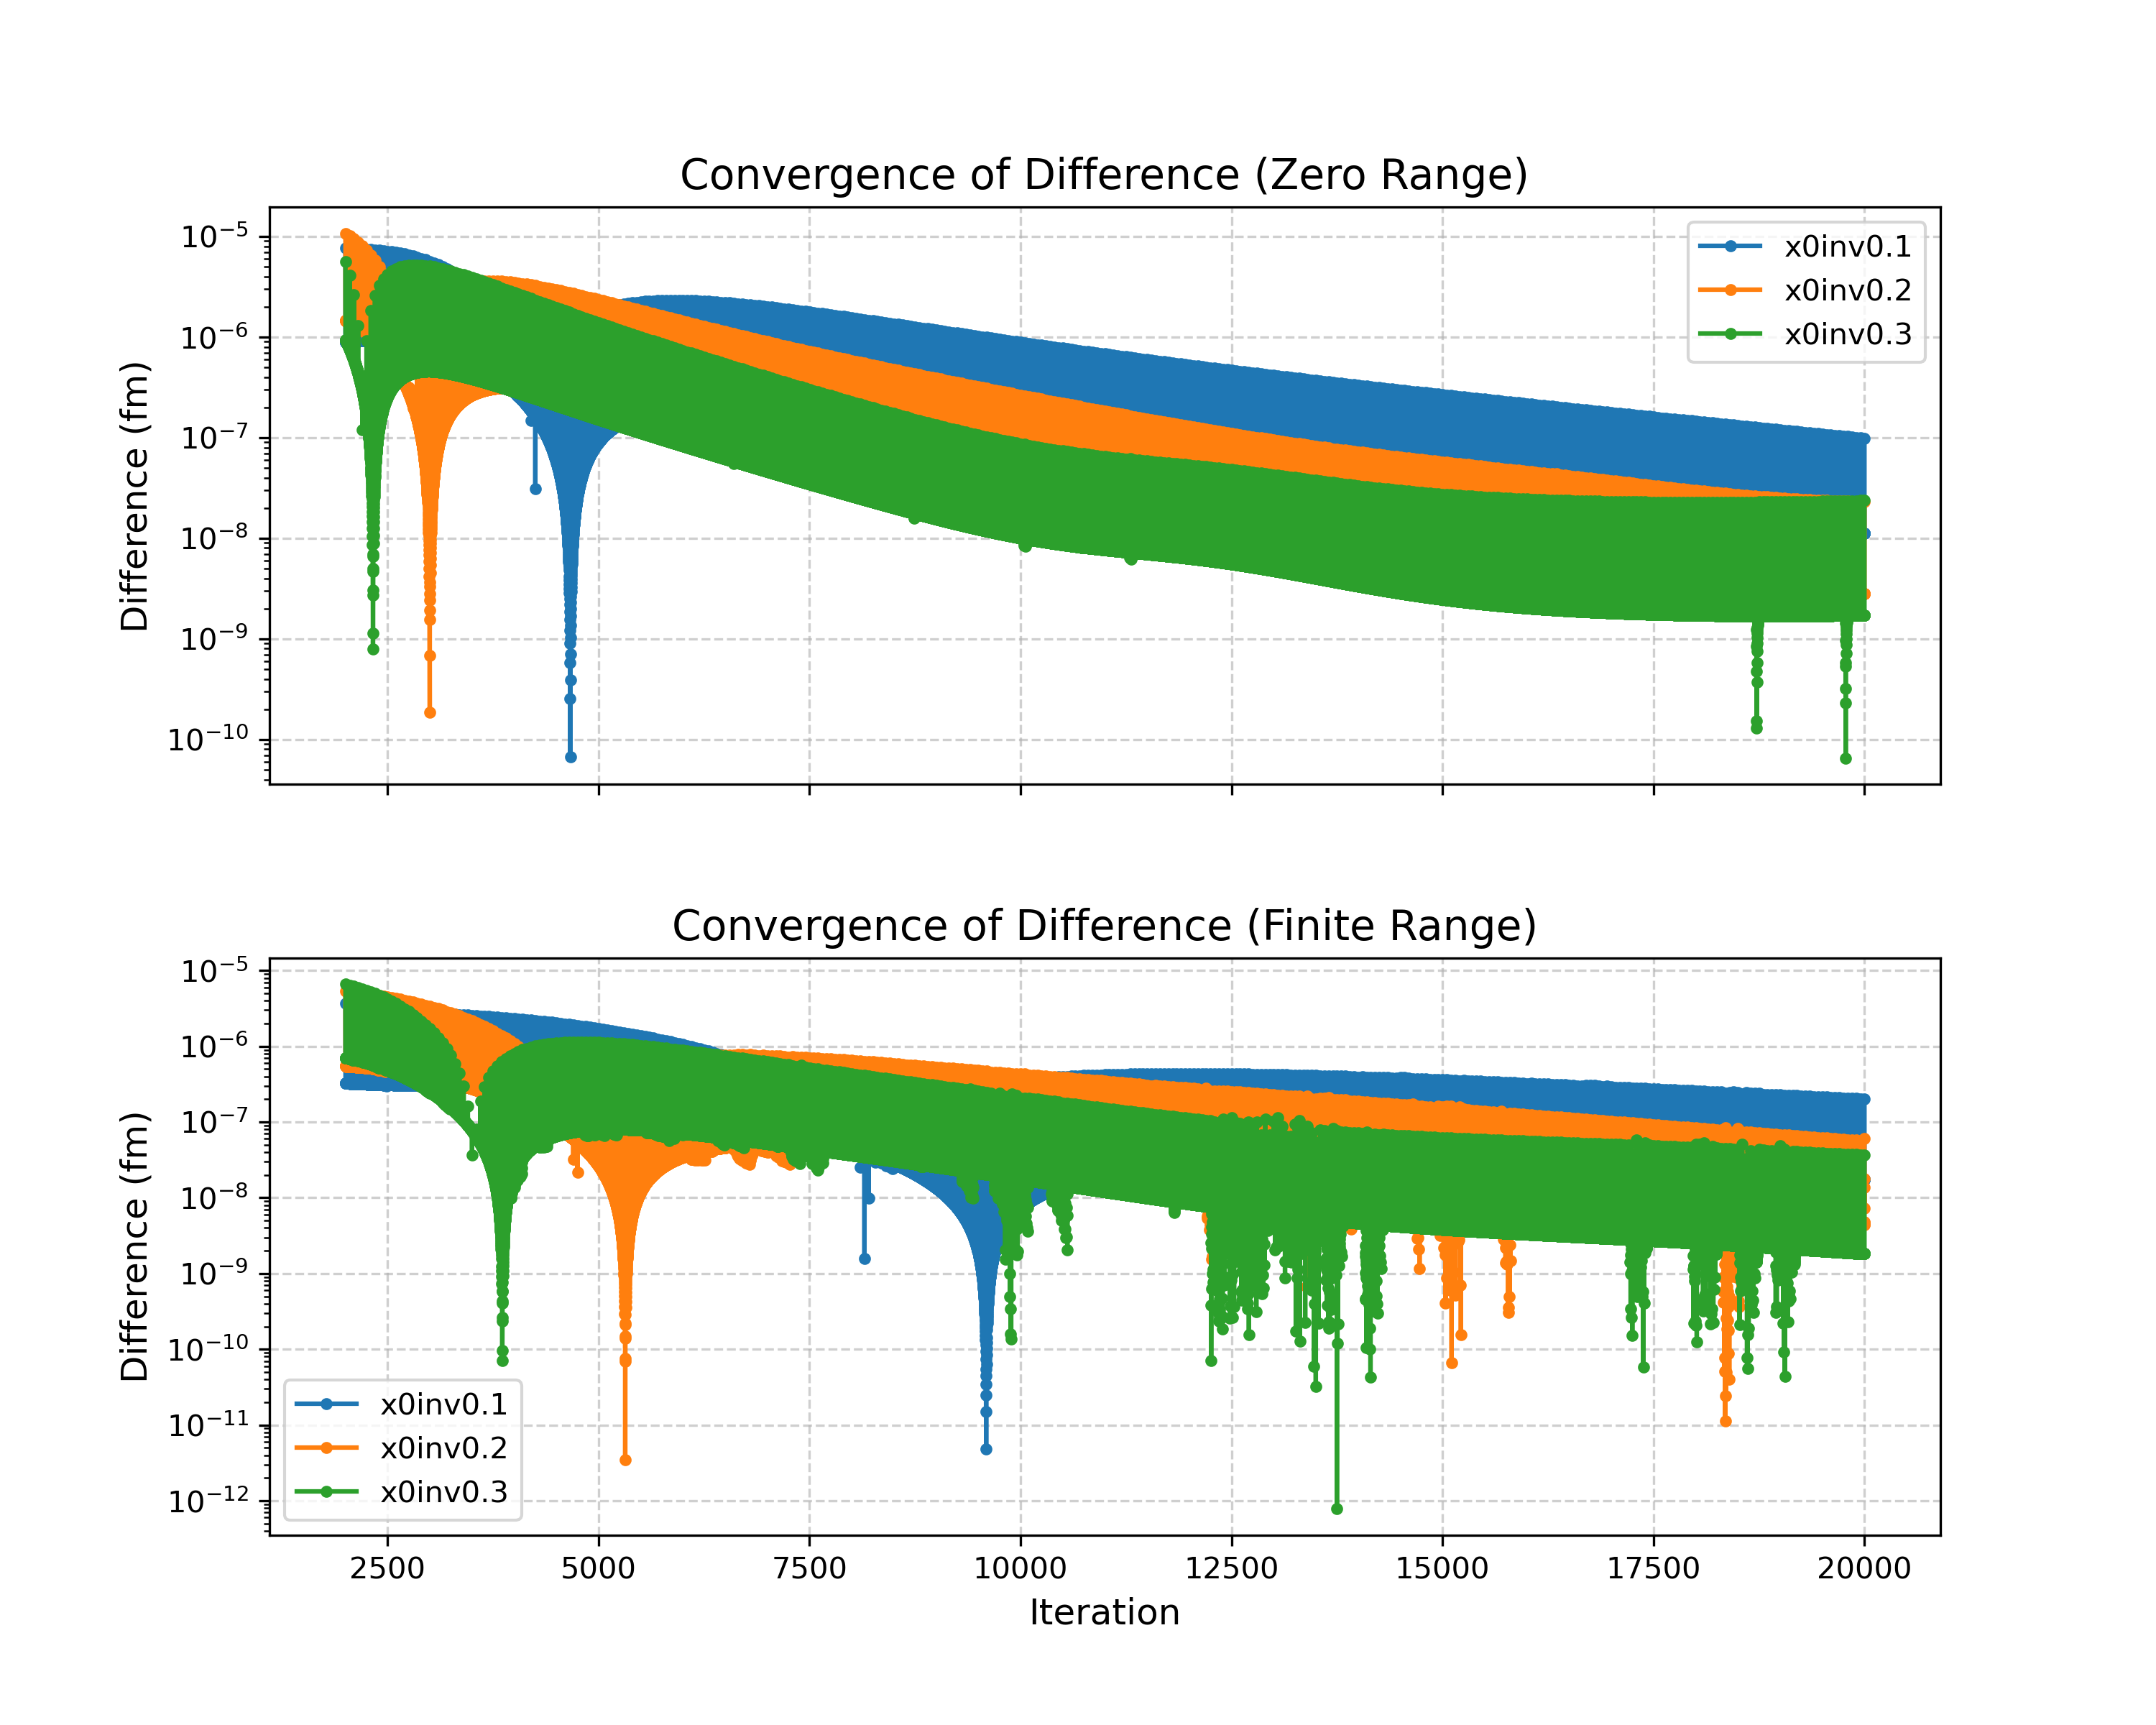 Convergence of Difference (Zero Range)
Difference (fm)
10⁻⁵
10⁻⁶
10⁻⁷
10⁻⁸
10⁻⁹
10⁻¹⁰
x0inv0.1
x0inv0.2
x0inv0.3
Convergence of Difference (Finite Range)
Difference (fm)
10⁻⁵
10⁻⁶
10⁻⁷
10⁻⁸
10⁻⁹
10⁻¹⁰
10⁻¹¹
10⁻¹²
x0inv0.1
x0inv0.2
x0inv0.3
2500 5000 7500 10000 12500 15000 17500 20000
Iteration